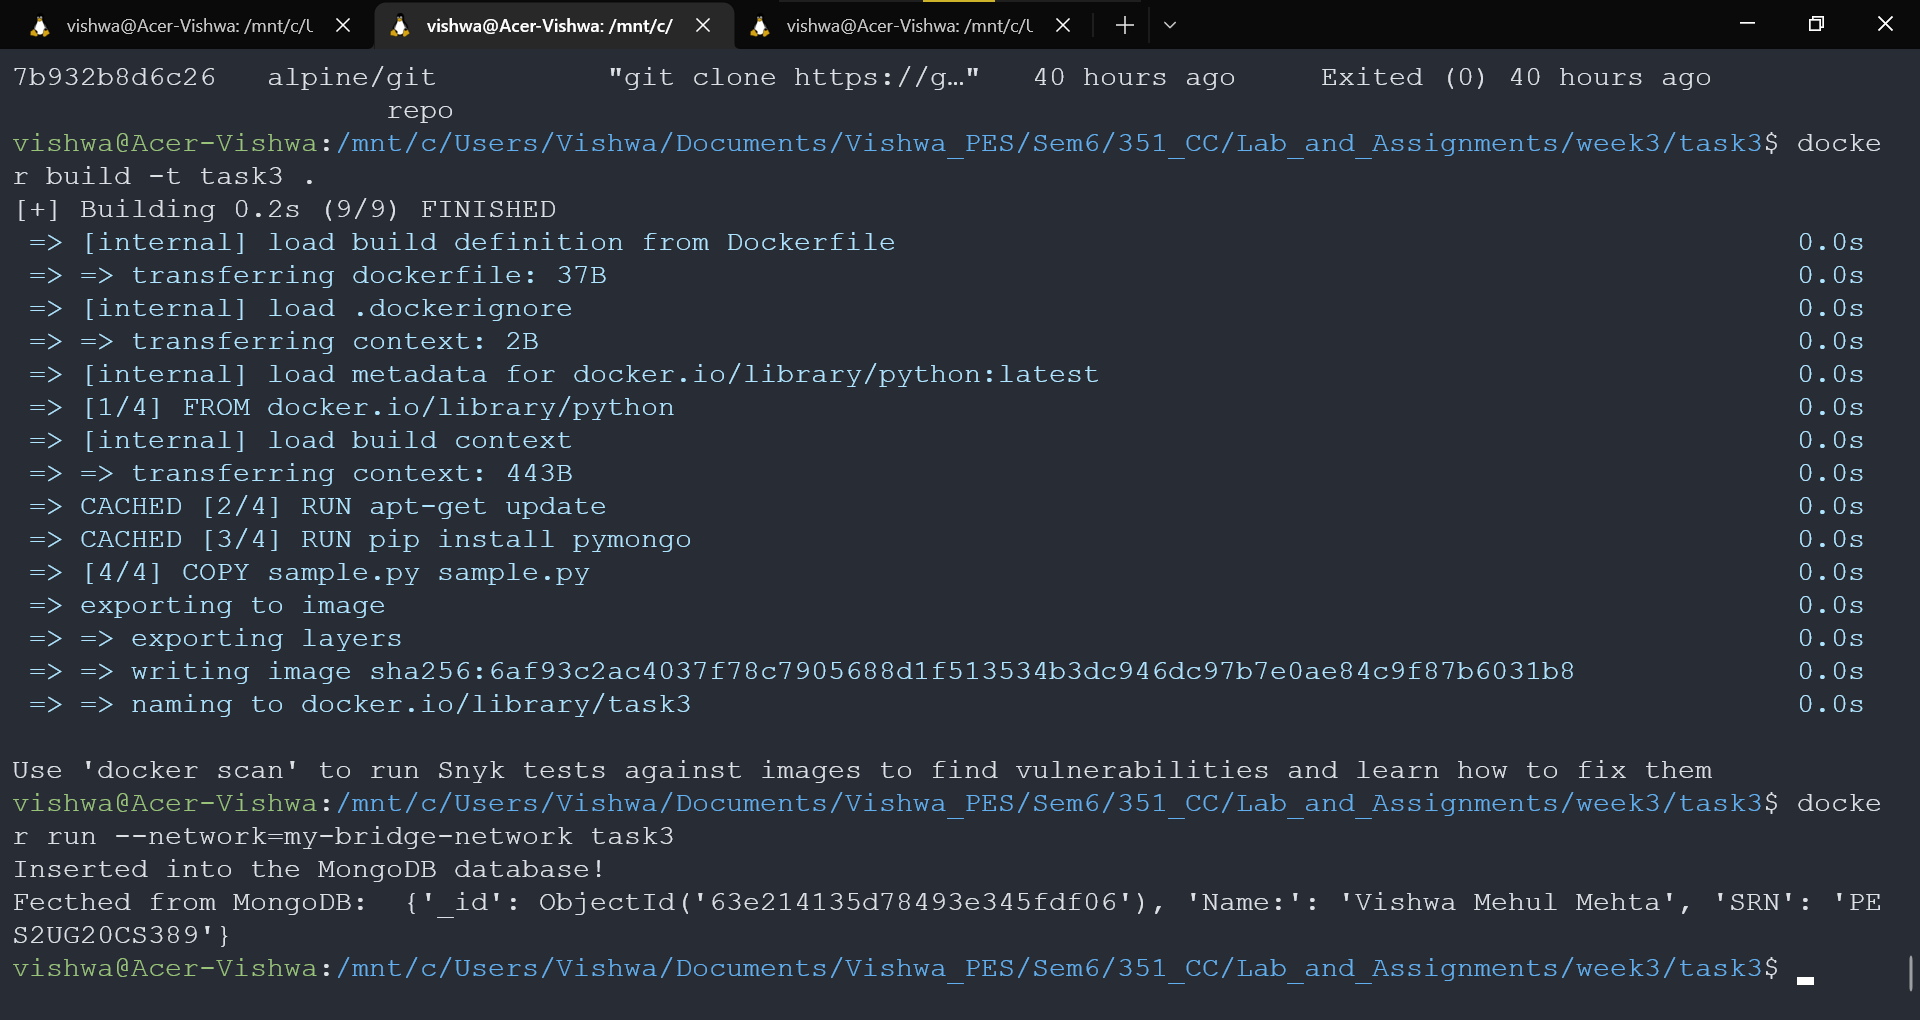 vishwa@Acer-Vishwa: /mnt/c/U
vishwa@Acer-Vishwa: /mnt/c/
vishwa@Acer-Vishwa: /mnt/c/U
7b932b8d6c26   alpine/git          "git clone https://g…"   40 hours ago     Exited (0) 40 hours ago
repo
vishwa@Acer-Vishwa:/mnt/c/Users/Vishwa/Documents/Vishwa_PES/Sem6/351_CC/Lab_and_Assignments/week3/task3$ docke
r build -t task3 .
[+] Building 0.2s (9/9) FINISHED
=> [internal] load build definition from Dockerfile 0.0s
=> => transferring dockerfile: 37B 0.0s
=> [internal] load .dockerignore 0.0s
=> => transferring context: 2B 0.0s
=> [internal] load metadata for docker.io/library/python:latest 0.0s
=> [1/4] FROM docker.io/library/python 0.0s
=> [internal] load build context 0.0s
=> => transferring context: 443B 0.0s
=> CACHED [2/4] RUN apt-get update 0.0s
=> CACHED [3/4] RUN pip install pymongo 0.0s
=> [4/4] COPY sample.py sample.py 0.0s
=> exporting to image 0.0s
=> => exporting layers 0.0s
=> => writing image sha256:6af93c2ac4037f78c7905688d1f513534b3dc946dc97b7e0ae84c9f87b6031b8 0.0s
=> => naming to docker.io/library/task3 0.0s
Use 'docker scan' to run Snyk tests against images to find vulnerabilities and learn how to fix them
vishwa@Acer-Vishwa:/mnt/c/Users/Vishwa/Documents/Vishwa_PES/Sem6/351_CC/Lab_and_Assignments/week3/task3$ docke
r run --network=my-bridge-network task3
Inserted into the MongoDB database!
Fecthed from MongoDB:  {'_id': ObjectId('63e214135d78493e345fdf06'), 'Name:': 'Vishwa Mehul Mehta', 'SRN': 'PE
S2UG20CS389'}
vishwa@Acer-Vishwa:/mnt/c/Users/Vishwa/Documents/Vishwa_PES/Sem6/351_CC/Lab_and_Assignments/week3/task3$